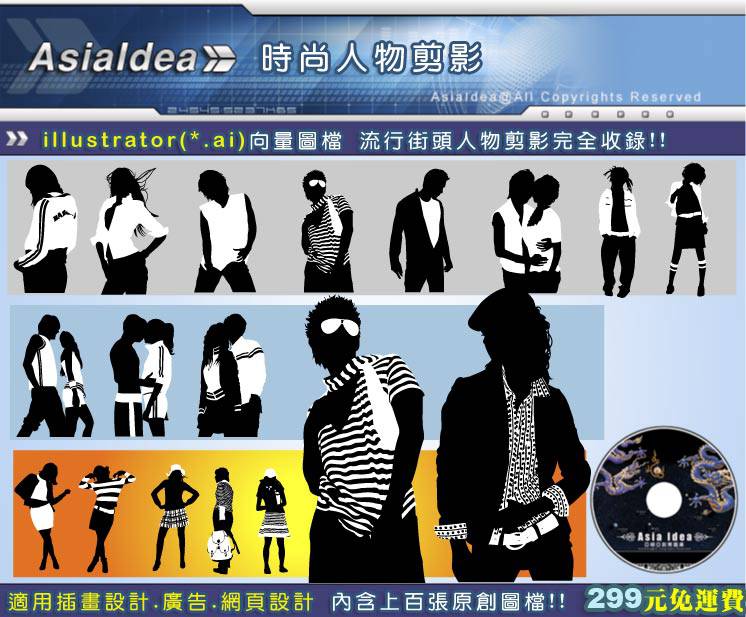 AsiaIdea 時尚人物剪影
AsiaIdea@All Copyrights Reserved
illustrator(*.ai)向量圖檔 流行街頭人物剪影完全收錄!!
Asia Idea
適用插畫設計.廣告.網頁設計 內含上百張原創圖檔!! 299元免運費